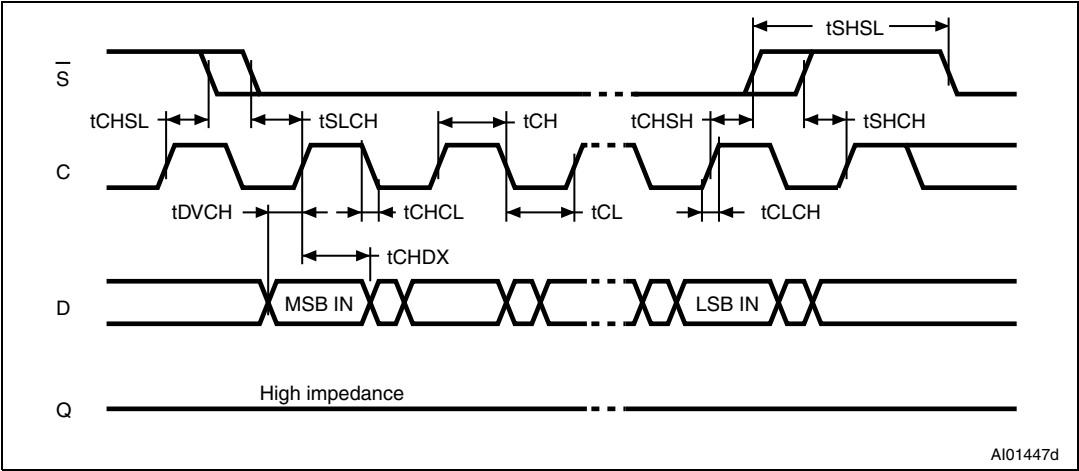 tSHSL
S
tCHSL
tSLCH
tCH
tCHSH
tSHCH
C
tDVCH
tCHCL
tCL
tCLCH
tCHDX
D
MSB IN
LSB IN
High impedance
Q
AI01447d